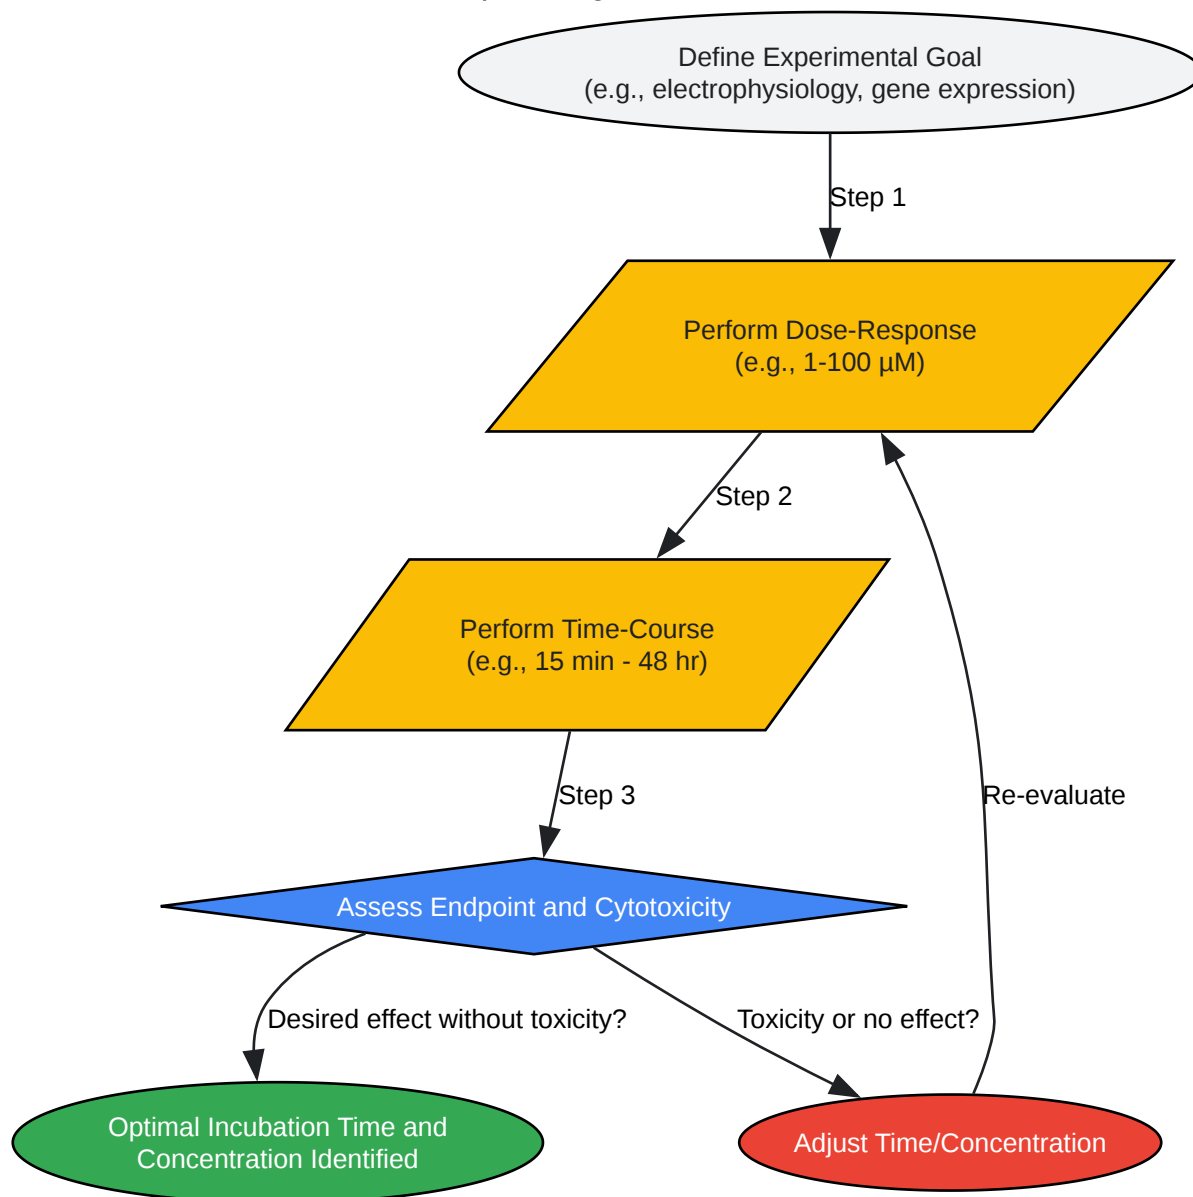 Define Experimental Goal
(e.g., electrophysiology, gene expression)
Step 1
Perform Dose-Response
(e.g., 1-100 µM)
Step 2
Perform Time-Course
(e.g., 15 min - 48 hr)
Step 3
Re-evaluate
Assess Endpoint and Cytotoxicity
Desired effect without toxicity?
Toxicity or no effect?
Optimal Incubation Time and
Concentration Identified
Adjust Time/Concentration